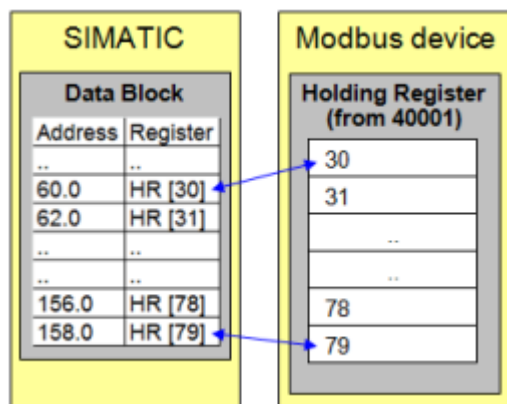 SIMATIC
Data Block
Address Register
.. ..
60.0 HR [30]
62.0 HR [31]
.. ..
.. ..
156.0 HR [78]
158.0 HR [79]
Modbus device
Holding Register
(from 40001)
30
31
..
..
78
79